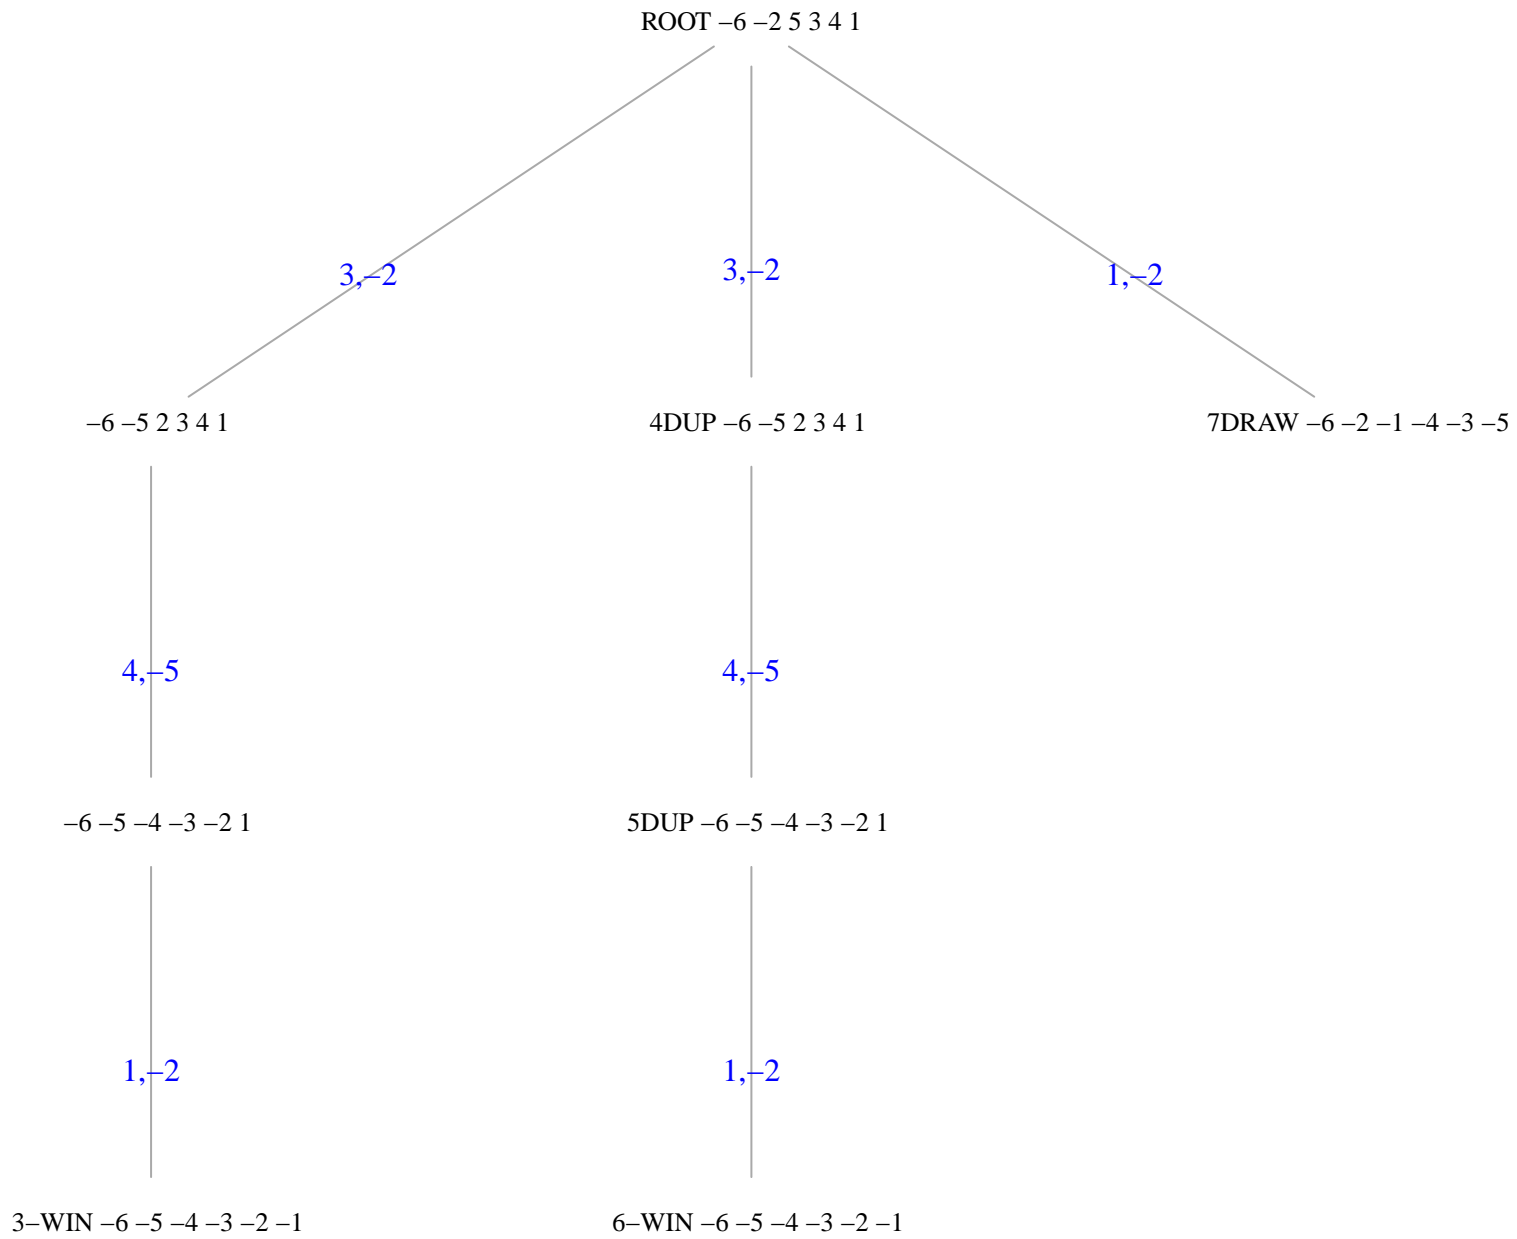 ROOT –6 –2 5 3 4 1
3,–2
3,–2
1,–2
–6 –5 2 3 4 1
4DUP –6 –5 2 3 4 1
7DRAW –6 –2 –1 –4 –3 –5
4,–5
4,–5
–6 –5 –4 –3 –2 1
5DUP –6 –5 –4 –3 –2 1
1,–2
1,–2
3–WIN –6 –5 –4 –3 –2 –1
6–WIN –6 –5 –4 –3 –2 –1